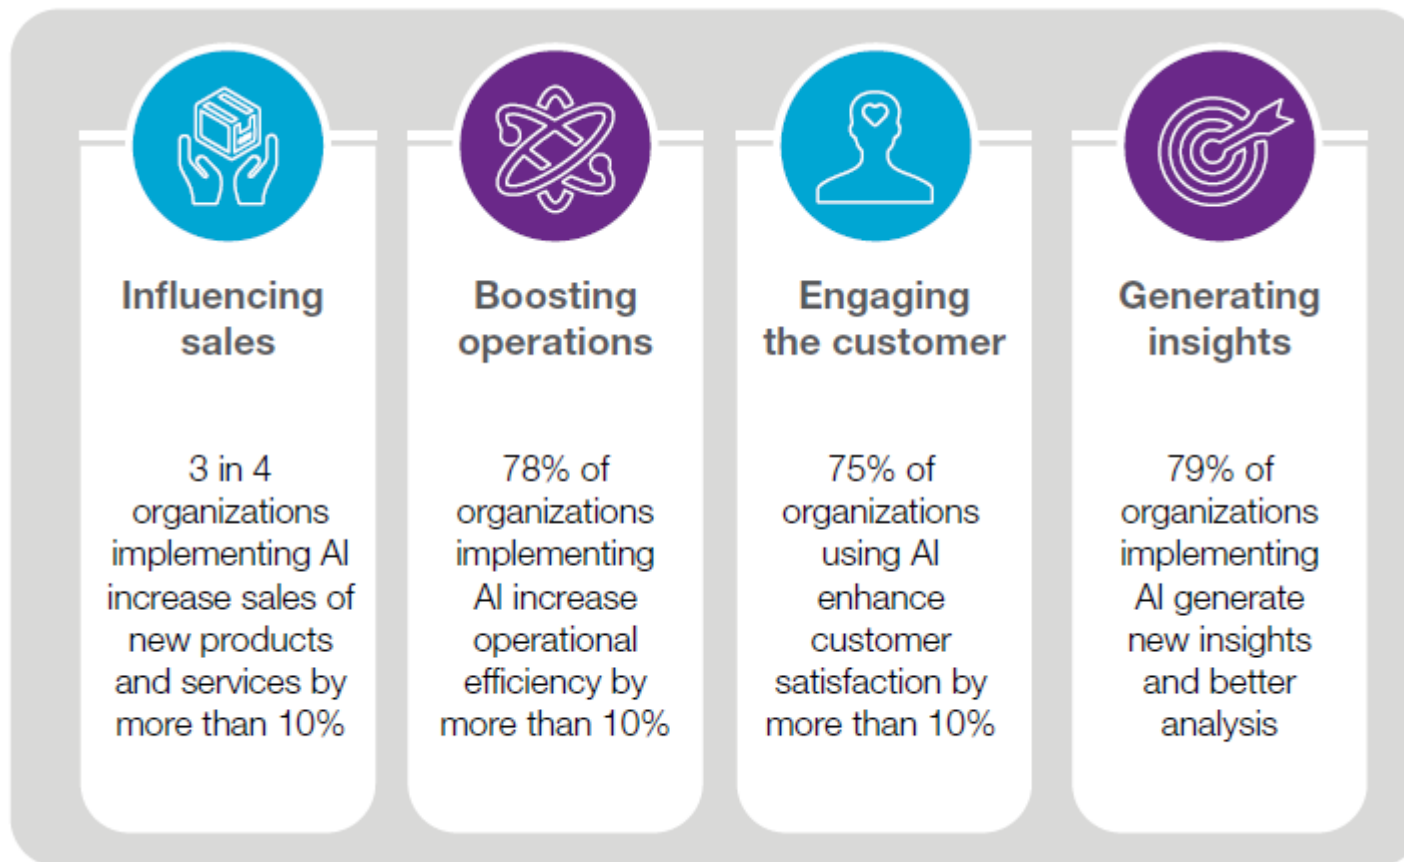 Influencing
sales
3 in 4
organizations
implementing AI
increase sales of
new products
and services by
more than 10%
Boosting
operations
78% of
organizations
implementing
AI increase
operational
efficiency by
more than 10%
Engaging
the customer
75% of
organizations
using AI
enhance
customer
satisfaction by
more than 10%
Generating
insights
79% of
organizations
implementing
AI generate
new insights
and better
analysis